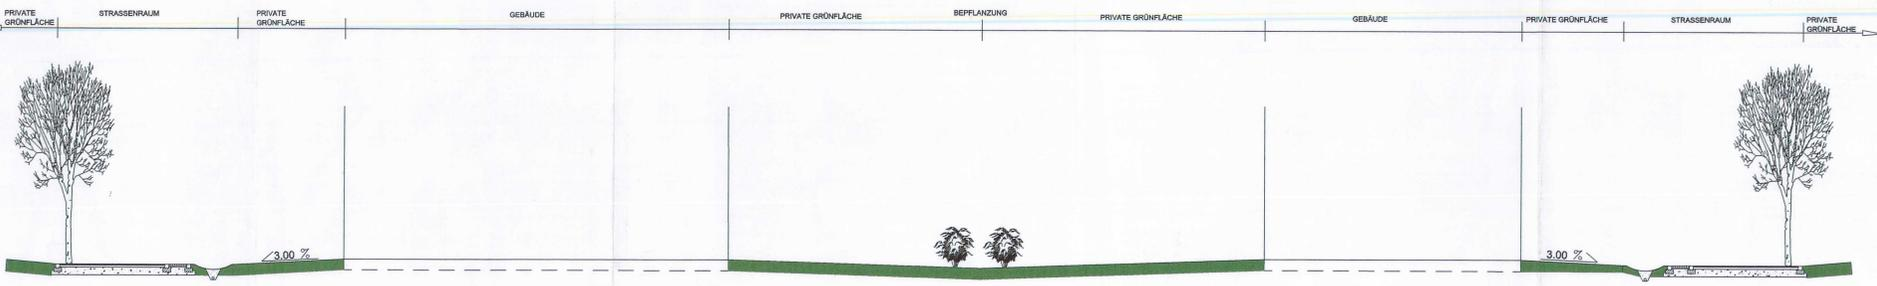 PRIVATE
GRÜNFLÄCHE
STRASSENRAUM
PRIVATE
GRÜNFLÄCHE
GEBÄUDE
PRIVATE GRÜNFLÄCHE
BEPFLANZUNG
PRIVATE GRÜNFLÄCHE
GEBÄUDE
PRIVATE GRÜNFLÄCHE
STRASSENRAUM
PRIVATE
GRÜNFLÄCHE
3.00 %
3.00 %